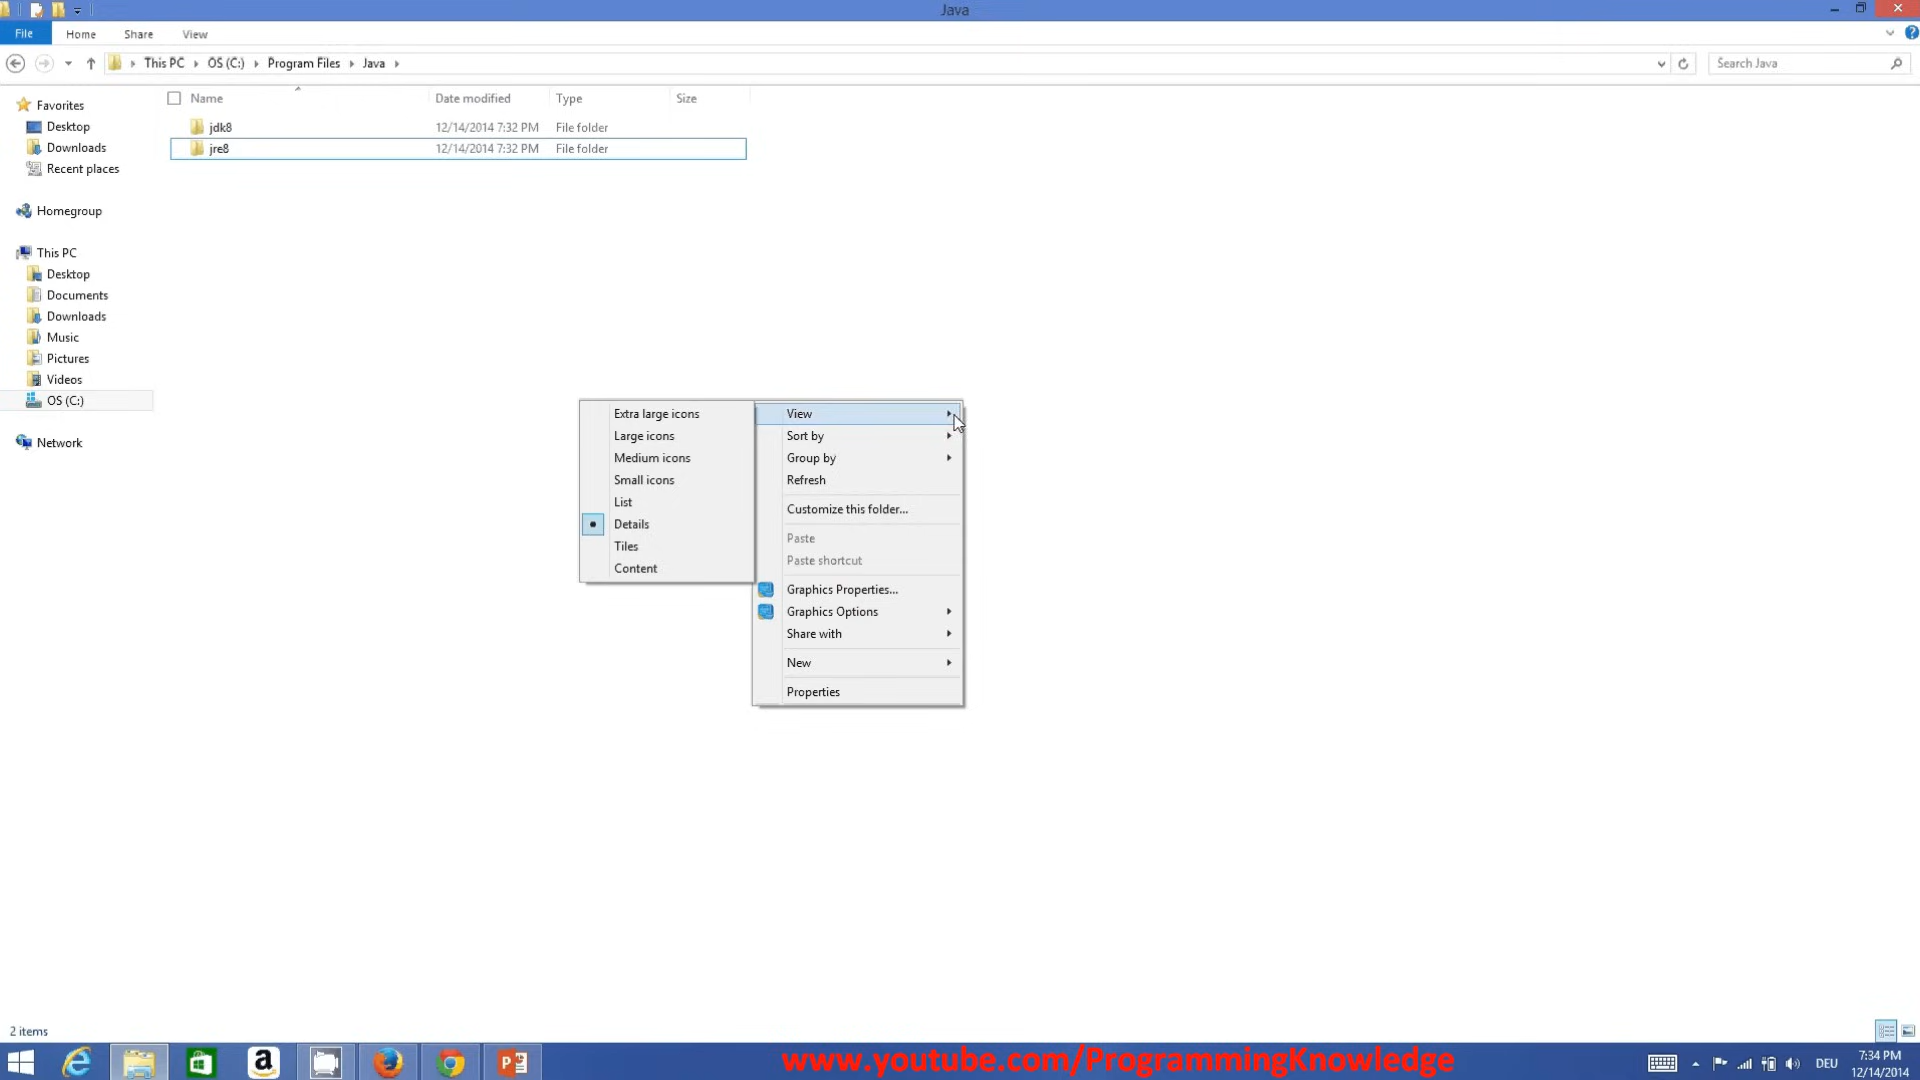 Java
File Home Share View
This PC OS (C:) Program Files Java
Search Java
Name Date modified Type Size
jdk8 12/14/2014 7:32 PM File folder
jre8 12/14/2014 7:32 PM File folder
Favorites
Desktop
Downloads
Recent places
Homegroup
This PC
Desktop
Documents
Downloads
Music
Pictures
Videos
OS (C:)
Network
Extra large icons
Large icons
Medium icons
Small icons
List
Details
Tiles
Content
View
Sort by
Group by
Refresh
Customize this folder...
Paste
Paste shortcut
Graphics Properties...
Graphics Options
Share with
New
Properties
2 items
www.youtube.com/ProgrammingKnowledge
DEU
7:34 PM
12/14/2014